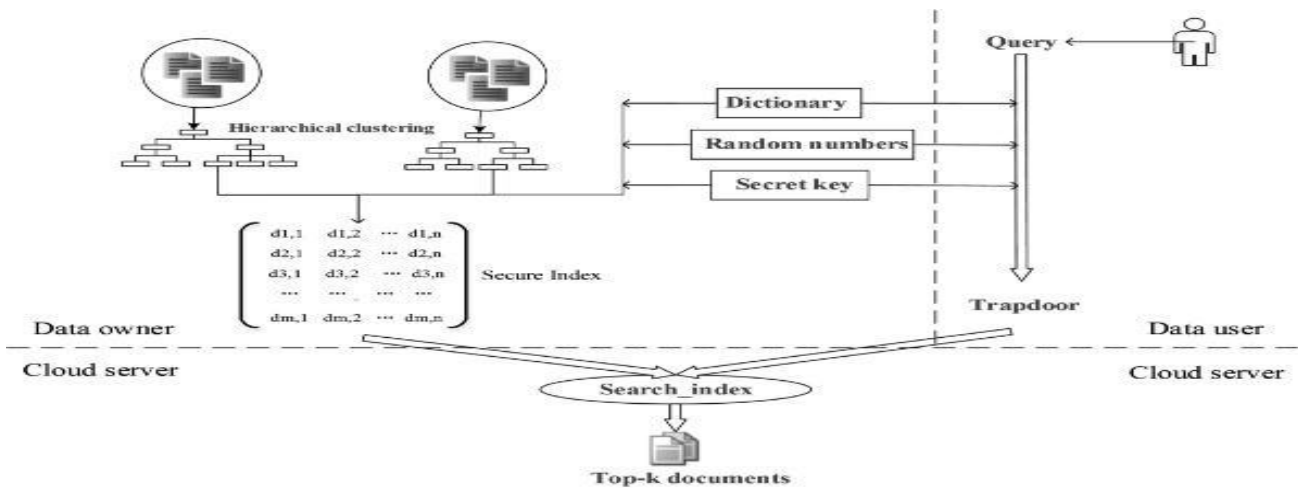 Query
Dictionary
Hierarchical clustering
Random numbers
Secret key
d1,1 d1,2 ... d1,n
d2,1 d2,2 ... d2,n
d3,1 d3,2 ... d3,n
... ... ... ...
dm,1 dm,2 ... dm,n
Secure Index
Trapdoor
Data owner
Data user
Cloud server
Cloud server
Search_index
Top-k documents